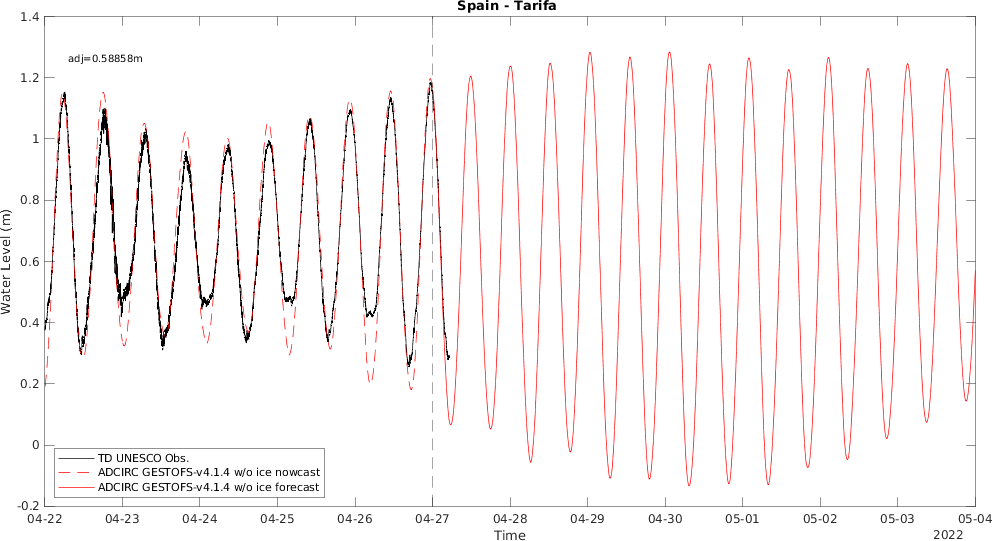 Spain - Tarifa
1.4
1.2
1
0.8
0.6
0.4
0.2
0
-0.2
Water Level (m)
adj=0.58858m
TD UNESCO Obs.
ADCIRC GESTOFS-v4.1.4 w/o ice nowcast
ADCIRC GESTOFS-v4.1.4 w/o ice forecast
04-22 04-23 04-24 04-25 04-26 04-27 04-28 04-29 04-30 05-01 05-02 05-03 05-04
Time
2022